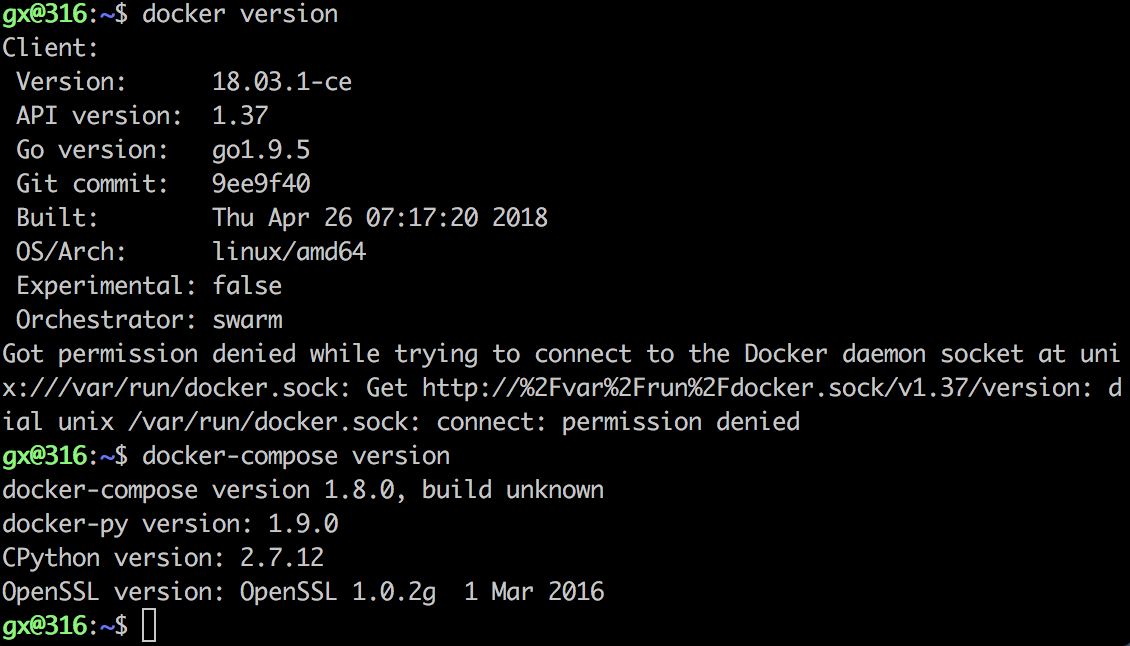 gx@316:~$ docker version
Client:
 Version:      18.03.1-ce
 API version:  1.37
 Go version:   go1.9.5
 Git commit:   9ee9f40
 Built:        Thu Apr 26 07:17:20 2018
 OS/Arch:      linux/amd64
 Experimental: false
 Orchestrator: swarm
Got permission denied while trying to connect to the Docker daemon socket at uni
x:///var/run/docker.sock: Get http://%2Fvar%2Frun%2Fdocker.sock/v1.37/version: d
ial unix /var/run/docker.sock: connect: permission denied
gx@316:~$ docker-compose version
docker-compose version 1.8.0, build unknown
docker-py version: 1.9.0
CPython version: 2.7.12
OpenSSL version: OpenSSL 1.0.2g  1 Mar 2016
gx@316:~$